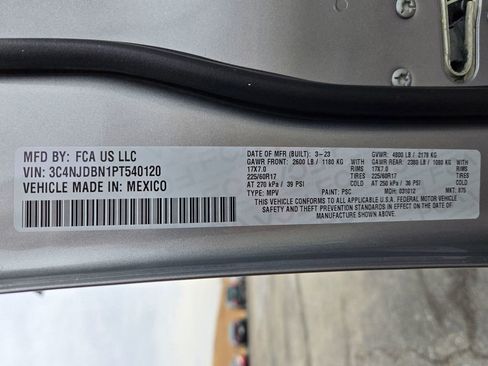 MFD BY: FCA US LLC
VIN: 3C4NJDBN1PT540120
VEHICLE MADE IN: MEXICO
DATE OF MFR (BUILT): 3-23
GAWR FRONT: 2600 LB / 1180 KG
17X7.0 TIRES
225/60R17 RIMS
AT 270 kPa / 39 PSI COLD
TYPE: MPV PAINT: PSC
GVWR: 4800 LB / 2178 KG
GAWR REAR: 2380 LB / 1080 KG
17X7.0 TIRES
225/60R17
AT 250 kPa / 36 PSI COLD
MDH: 031012 MKT: 875
THIS VEHICLE CONFORMS TO ALL APPLICABLE U.S.A. FEDERAL MOTOR VEHICLE
SAFETY, BUMPER, AND THEFT PREVENTION STANDARDS IN EFFECT ON THE
DATE OF MANUFACTURE SHOWN ABOVE.